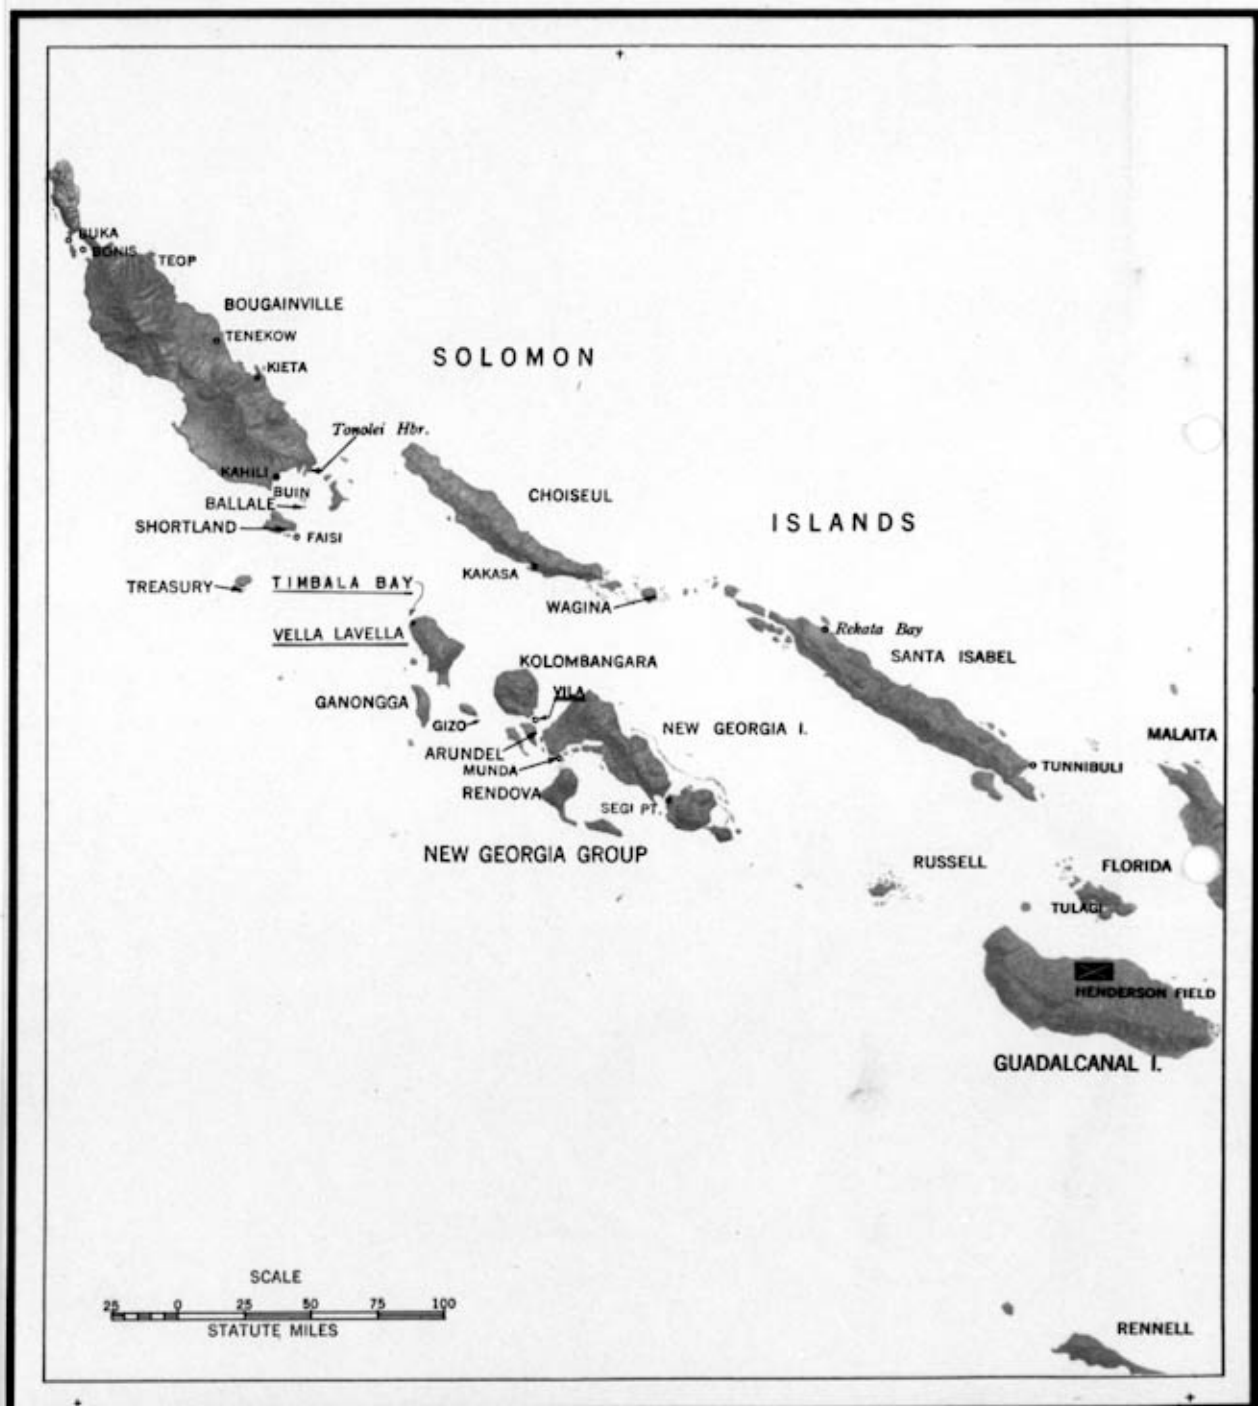 BUKA
BONIS
TEOP
BOUGAINVILLE
TENEKOW
SOLOMON
KIETA
Tonolei Hbr.
KAHILI
BUIN
CHOISEUL
BALLALE
ISLANDS
SHORTLAND
FAISI
KAKASA
TREASURY
TIMBALA BAY
WAGINA
VELLA LAVELLA
Rekata Bay
SANTA ISABEL
KOLOMBANGARA
VILA
GANONGGA
GIZO
NEW GEORGIA I.
MALAITA
ARUNDEL
MUNDA
TUNNIBULI
RENDOVA
SEGI PT.
NEW GEORGIA GROUP
RUSSELL
FLORIDA
TULAGI
HENDERSON FIELD
GUADALCANAL I.
SCALE
25 0 25 50 75 100
STATUTE MILES
RENNELL